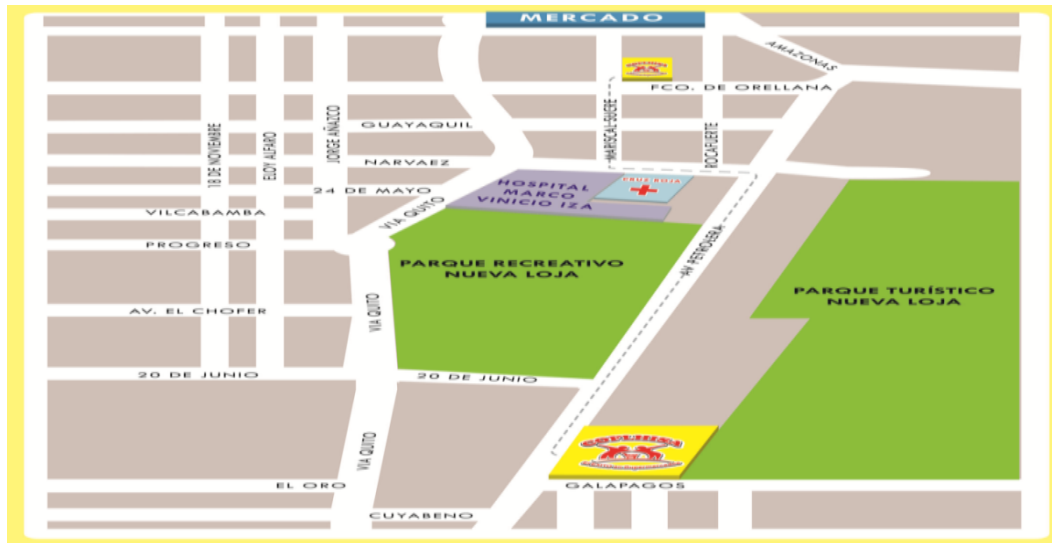 MERCADO
AMAZONAS
FCO. DE ORELLANA
GUAYAQUIL
MARISCAL SUCRE
ROCAFUERTE
18 DE NOVIEMBRE
ELOY ALFARO
JORGE AÑAZCO
NARVAEZ
24 DE MAYO
CRUZ ROJA
HOSPITAL
MARCO
VINICIO IZA
VILCABAMBA
VIA QUITO
PROGRESO
AV PETROLERA
PARQUE RECREATIVO
NUEVA LOJA
PARQUE TURÍSTICO
NUEVA LOJA
AV. EL CHOFER
VIA QUITO
20 DE JUNIO
20 DE JUNIO
VIA QUITO
EL ORO
GALAPAGOS
CUYABENO